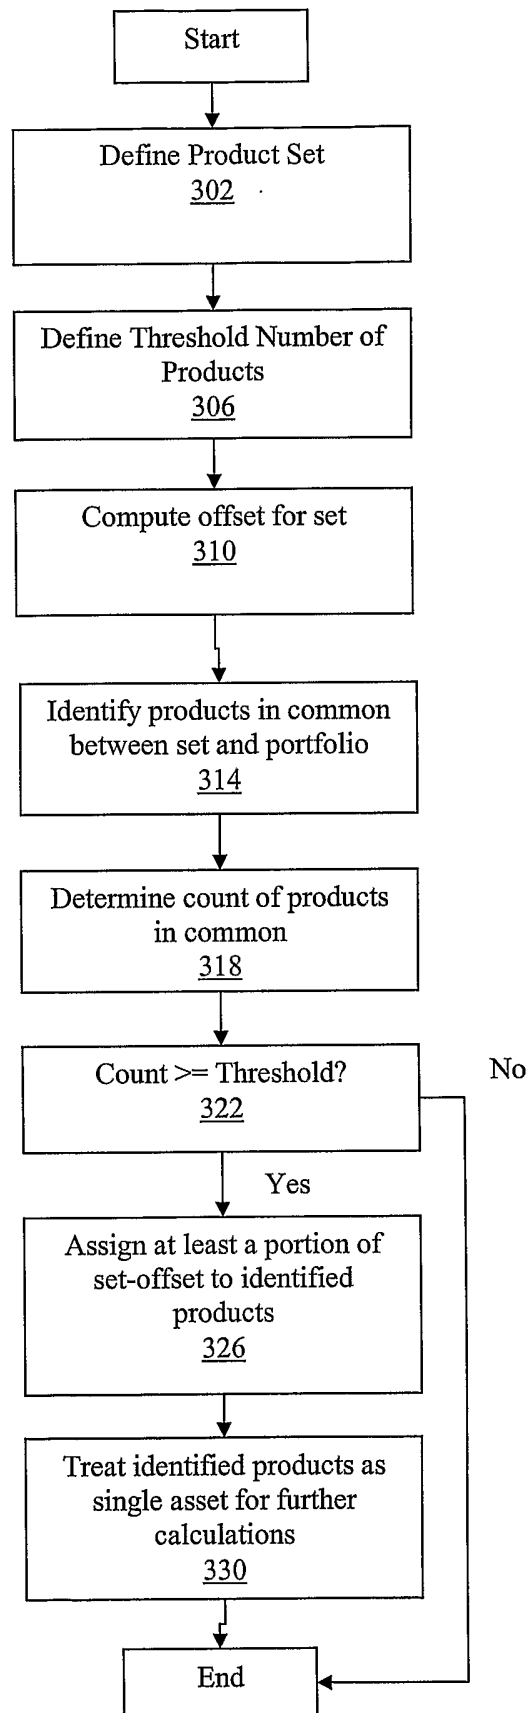 Start
Define Product Set
302
Define Threshold Number of
Products
306
Compute offset for set
310
Identify products in common
between set and portfolio
314
Determine count of products
in common
318
Count >= Threshold?
322
No
Yes
Assign at least a portion of
set-offset to identified
products
326
Treat identified products as
single asset for further
calculations
330
End